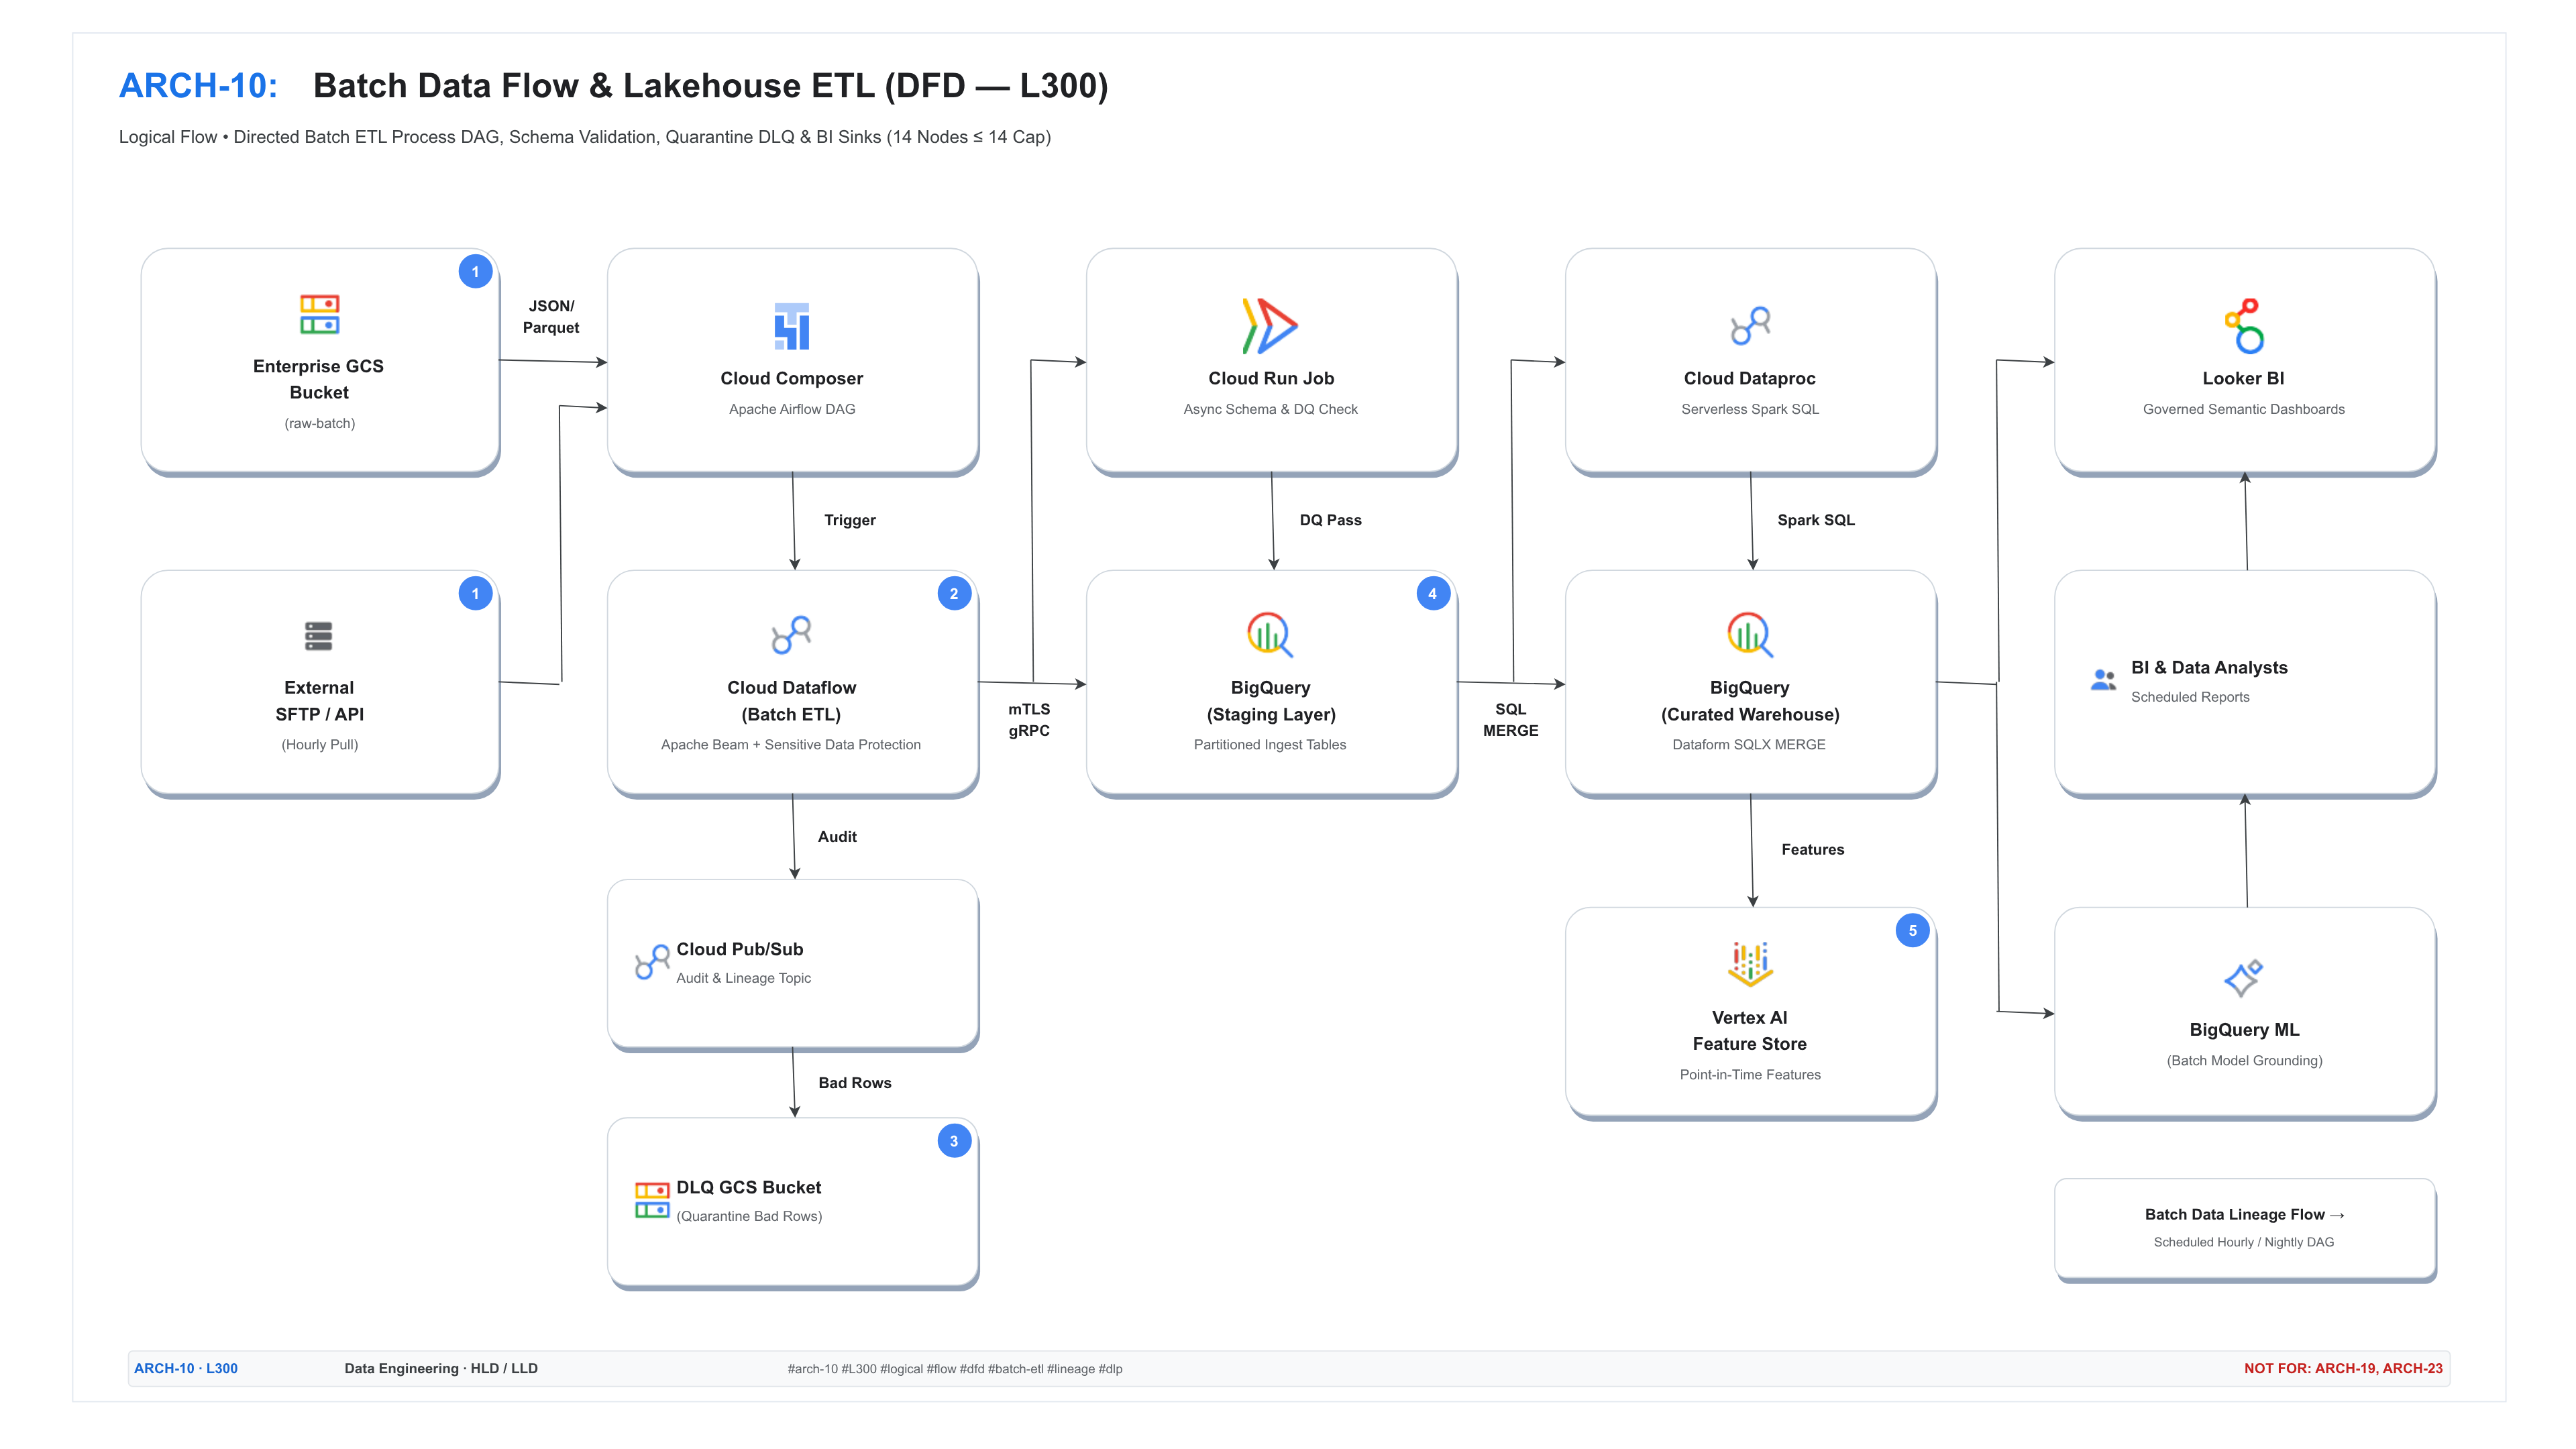 ARCH-10: Batch Data Flow & Lakehouse ETL (DFD — L300)
Logical Flow • Directed Batch ETL Process DAG, Schema Validation, Quarantine DLQ & BI Sinks (14 Nodes ≤ 14 Cap)
1
Enterprise GCS
Bucket
(raw-batch)
JSON/
Parquet
Cloud Composer
Apache Airflow DAG
Cloud Run Job
Async Schema & DQ Check
Cloud Dataproc
Serverless Spark SQL
Looker BI
Governed Semantic Dashboards
Trigger
DQ Pass
Spark SQL
1
External
SFTP / API
(Hourly Pull)
2
Cloud Dataflow
(Batch ETL)
Apache Beam + Sensitive Data Protection
mTLS
gRPC
4
BigQuery
(Staging Layer)
Partitioned Ingest Tables
SQL
MERGE
BigQuery
(Curated Warehouse)
Dataform SQLX MERGE
BI & Data Analysts
Scheduled Reports
Audit
Features
Cloud Pub/Sub
Audit & Lineage Topic
5
Vertex AI
Feature Store
Point-in-Time Features
BigQuery ML
(Batch Model Grounding)
Bad Rows
3
DLQ GCS Bucket
(Quarantine Bad Rows)
Batch Data Lineage Flow →
Scheduled Hourly / Nightly DAG
ARCH-10 · L300
Data Engineering · HLD / LLD
#arch-10 #L300 #logical #flow #dfd #batch-etl #lineage #dlp
NOT FOR: ARCH-19, ARCH-23